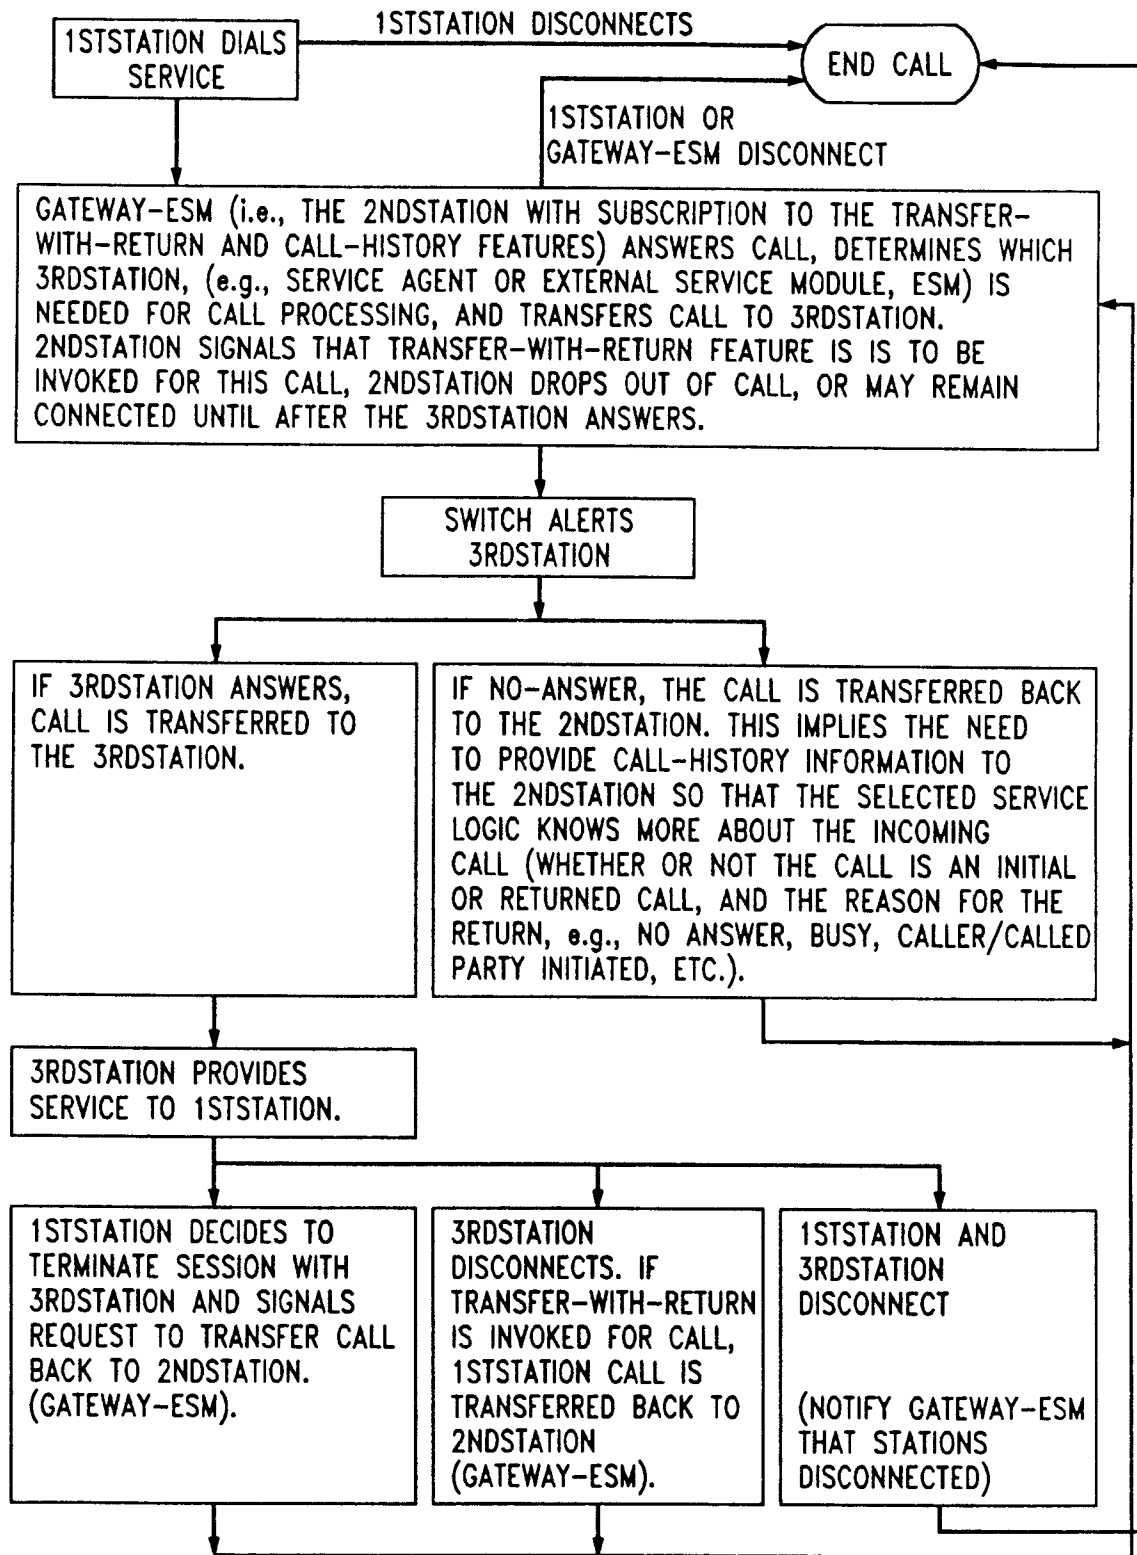 1STSTATION DIALS
SERVICE
1STSTATION DISCONNECTS
END CALL
1STSTATION OR
GATEWAY-ESM DISCONNECT
GATEWAY-ESM (i.e., THE 2NDSTATION WITH SUBSCRIPTION TO THE TRANSFER-
WITH-RETURN AND CALL-HISTORY FEATURES) ANSWERS CALL, DETERMINES WHICH
3RDSTATION, (e.g., SERVICE AGENT OR EXTERNAL SERVICE MODULE, ESM) IS
NEEDED FOR CALL PROCESSING, AND TRANSFERS CALL TO 3RDSTATION.
2NDSTATION SIGNALS THAT TRANSFER-WITH-RETURN FEATURE IS IS TO BE
INVOKED FOR THIS CALL, 2NDSTATION DROPS OUT OF CALL, OR MAY REMAIN
CONNECTED UNTIL AFTER THE 3RDSTATION ANSWERS.
SWITCH ALERTS
3RDSTATION
IF 3RDSTATION ANSWERS,
CALL IS TRANSFERRED TO
THE 3RDSTATION.
IF NO-ANSWER, THE CALL IS TRANSFERRED BACK
TO THE 2NDSTATION. THIS IMPLIES THE NEED
TO PROVIDE CALL-HISTORY INFORMATION TO
THE 2NDSTATION SO THAT THE SELECTED SERVICE
LOGIC KNOWS MORE ABOUT THE INCOMING
CALL (WHETHER OR NOT THE CALL IS AN INITIAL
OR RETURNED CALL, AND THE REASON FOR THE
RETURN, e.g., NO ANSWER, BUSY, CALLER/CALLED
PARTY INITIATED, ETC.).
3RDSTATION PROVIDES
SERVICE TO 1STSTATION.
1STSTATION DECIDES TO
TERMINATE SESSION WITH
3RDSTATION AND SIGNALS
REQUEST TO TRANSFER CALL
BACK TO 2NDSTATION.
(GATEWAY-ESM).
3RDSTATION
DISCONNECTS. IF
TRANSFER-WITH-RETURN
IS INVOKED FOR CALL,
1STSTATION CALL IS
TRANSFERRED BACK TO
2NDSTATION
(GATEWAY-ESM).
1STSTATION AND
3RDSTATION
DISCONNECT
(NOTIFY GATEWAY-ESM
THAT STATIONS
DISCONNECTED)